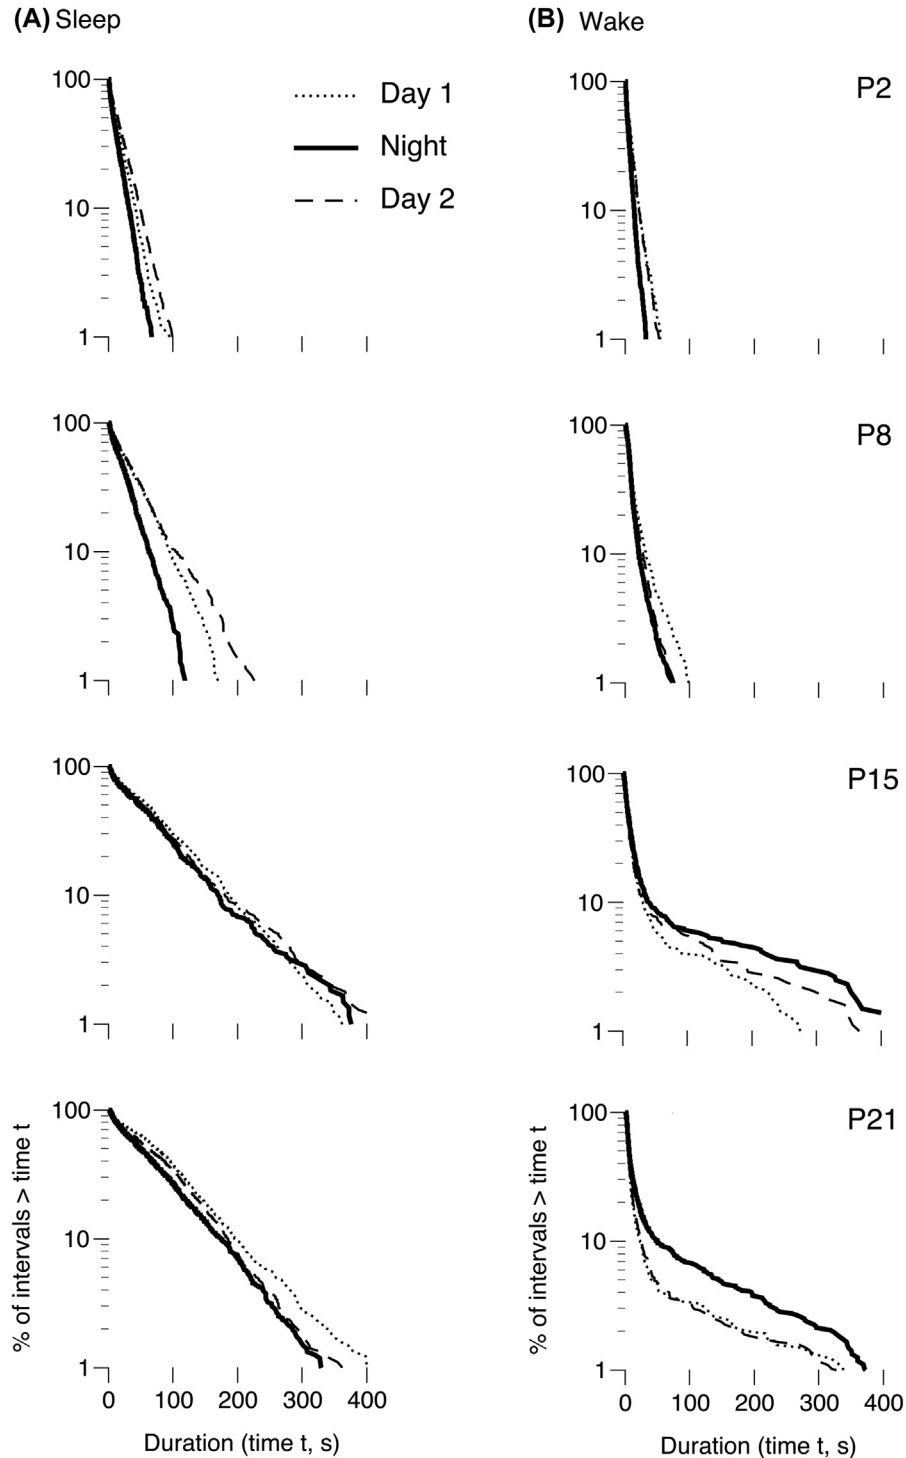 (A) Sleep
(B) Wake
Day 1
Night
Day 2
P2
100
10
1
100
10
1
P8
100
10
1
100
10
1
P15
100
10
1
100
10
1
P21
100
10
1
% of intervals > time t
0 100 200 300 400
Duration (time t, s)
100
10
1
% of intervals > time t
0 100 200 300 400
Duration (time t, s)